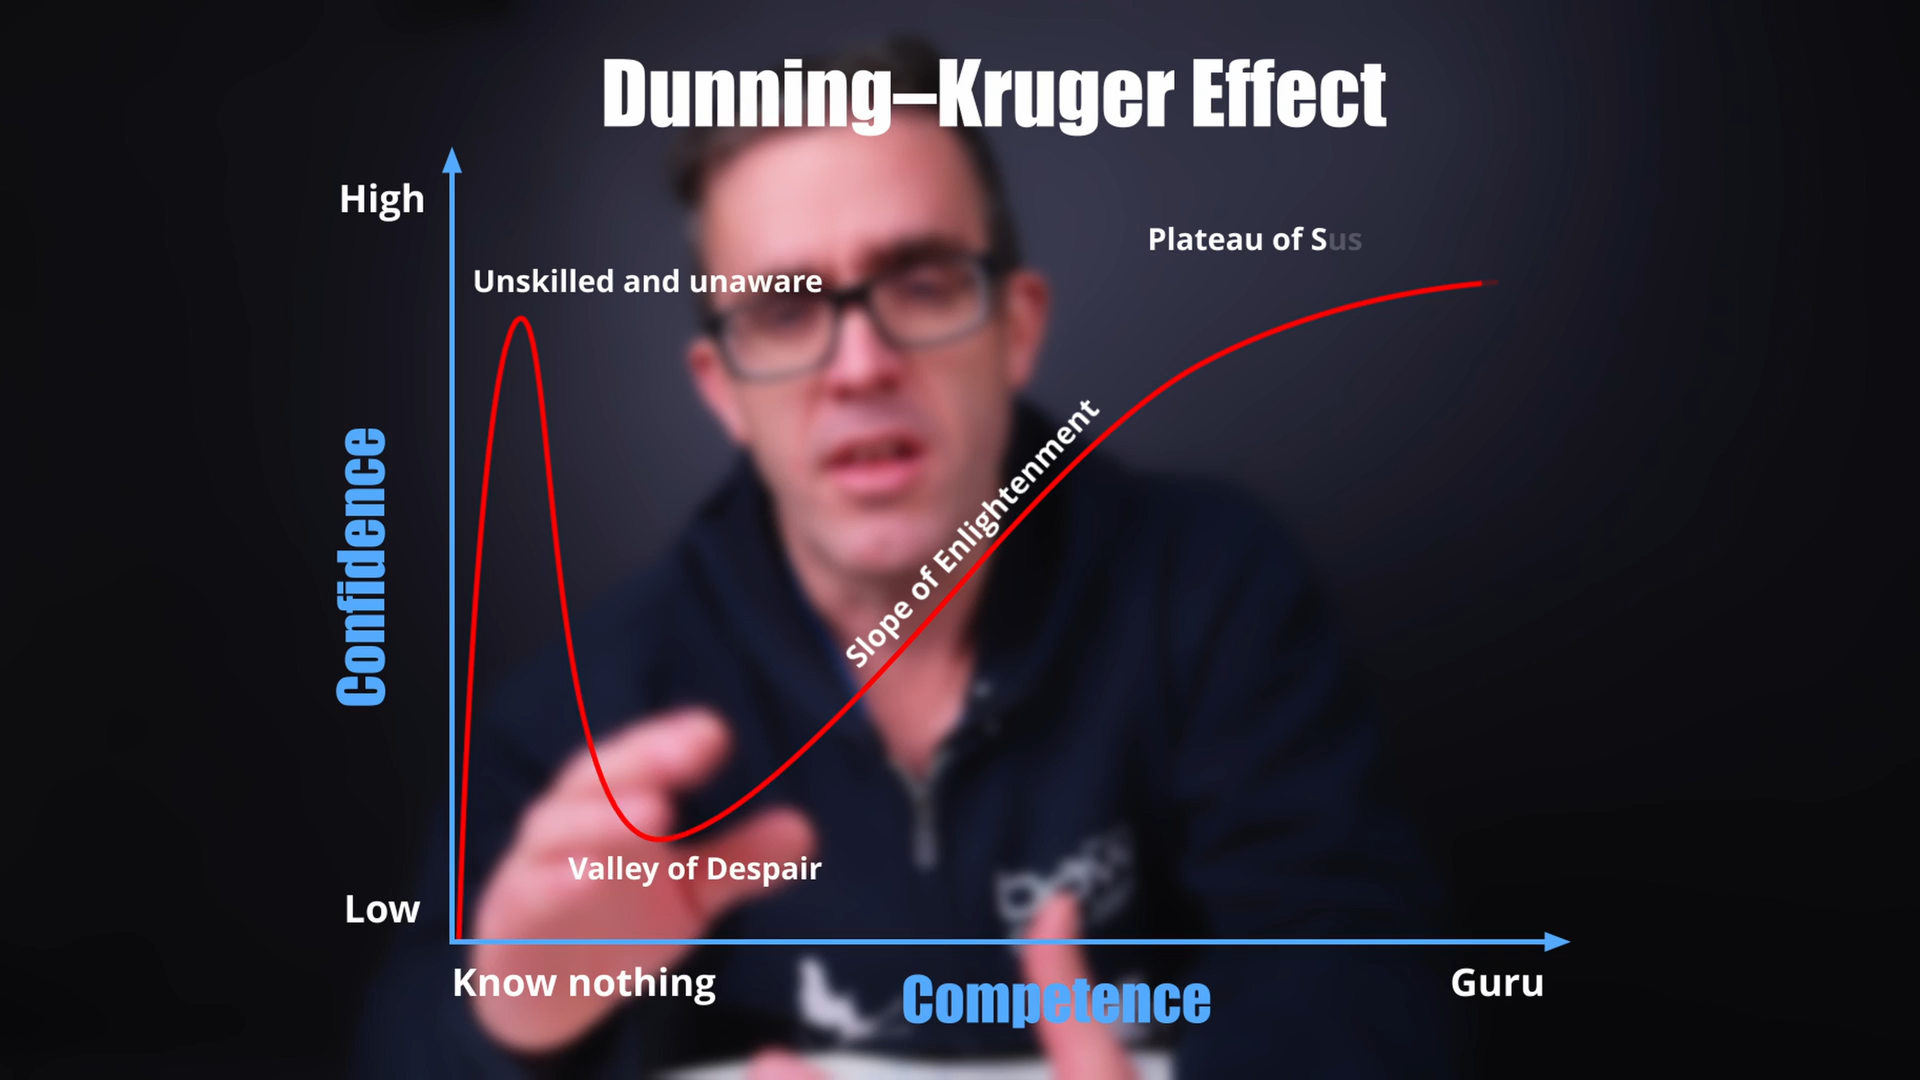 Dunning–Kruger Effect
High
Plateau of Sus
Unskilled and unaware
Confidence
Slope of Enlightenment
Valley of Despair
Low
Know nothing
Competence
Guru